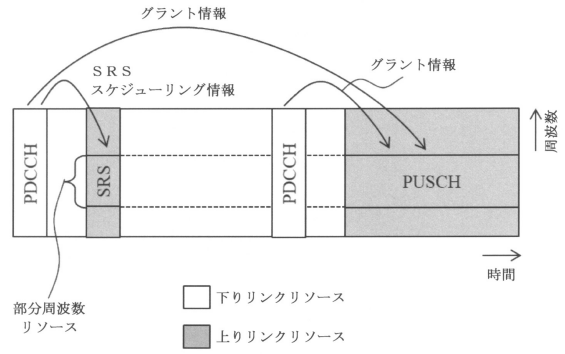 グラント情報
SRS
スケジューリング情報
グラント情報
PDCCH
SRS
PDCCH
PUSCH
周波数
時間
部分周波数
リソース
下りリンクリソース
上りリンクリソース